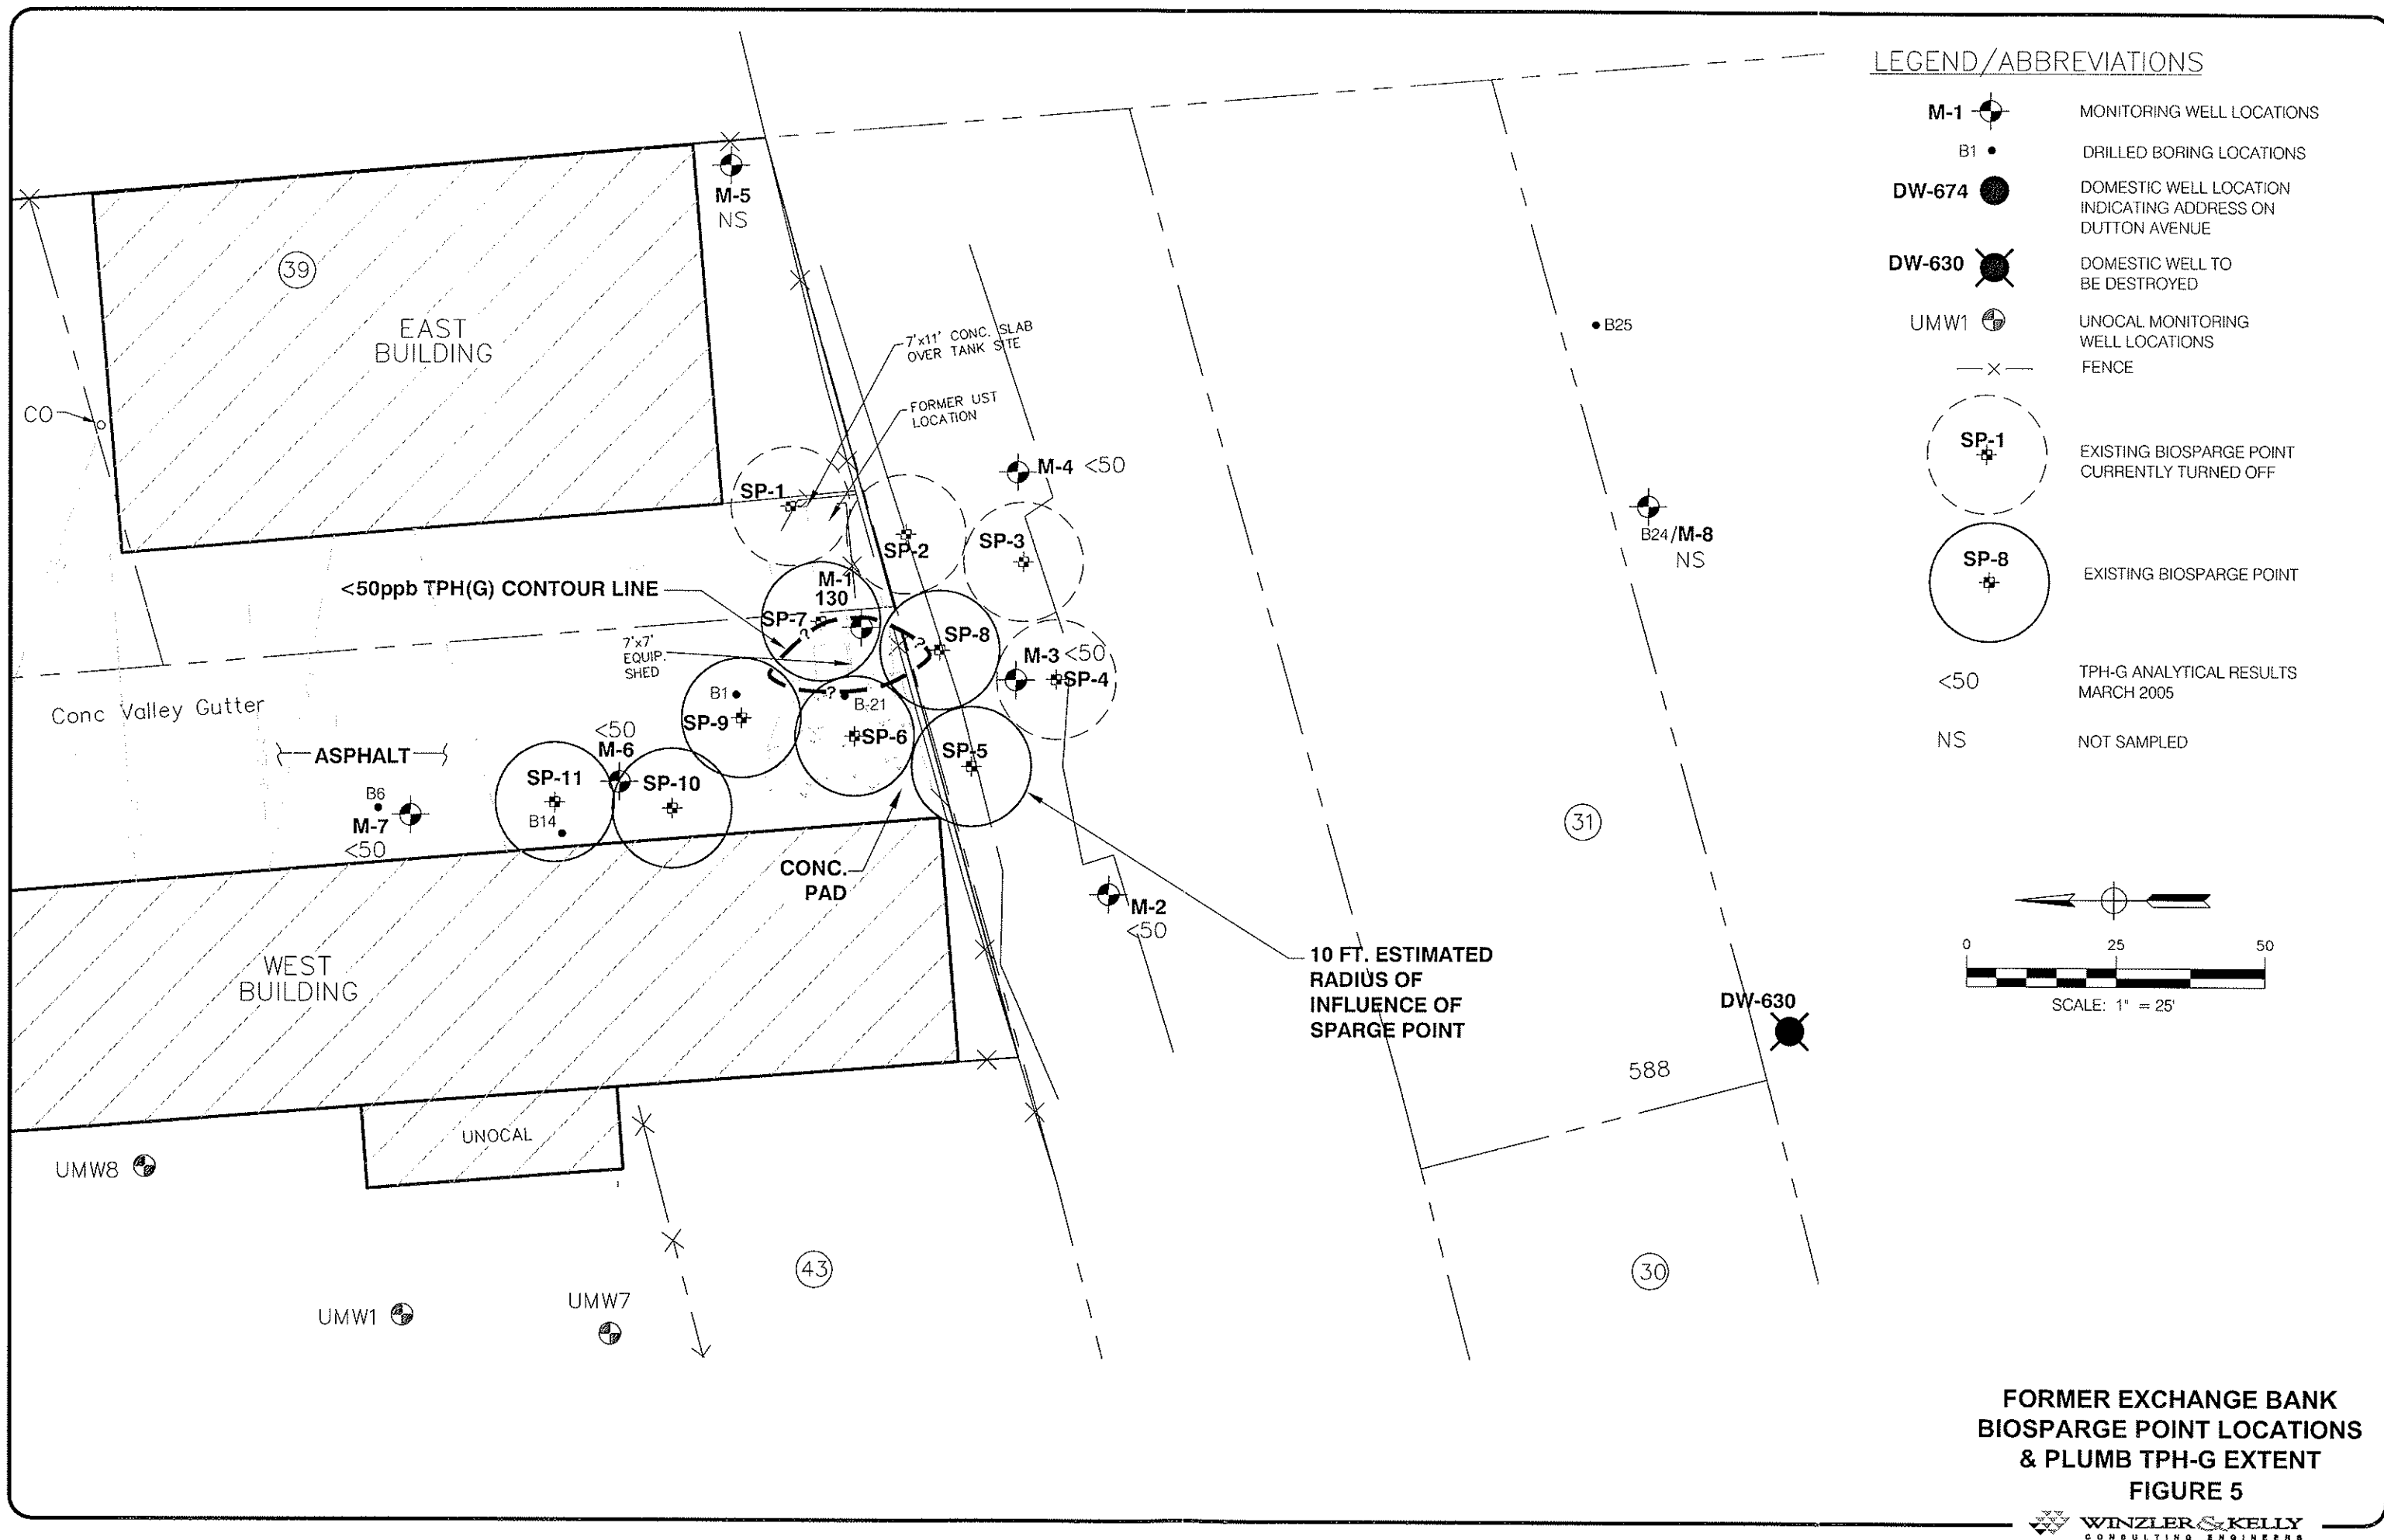 LEGEND/ABBREVIATIONS
M-1
MONITORING WELL LOCATIONS
B1
DRILLED BORING LOCATIONS
DW-674
DOMESTIC WELL LOCATION
INDICATING ADDRESS ON
DUTTON AVENUE
DW-630
DOMESTIC WELL TO
BE DESTROYED
UMW1
UNOCAL MONITORING
WELL LOCATIONS
FENCE
SP-1
EXISTING BIOSPARGE POINT
CURRENTLY TURNED OFF
SP-8
EXISTING BIOSPARGE POINT
<50
TPH-G ANALYTICAL RESULTS
MARCH 2005
NS
NOT SAMPLED
0 25 50
SCALE: 1" = 25'
M-5
NS
39
EAST
BUILDING
CO
7'x11' CONC. SLAB
OVER TANK SITE
FORMER UST
LOCATION
B25
M-4 <50
SP-1
SP-2
SP-3
B24/M-8
NS
<50ppb TPH(G) CONTOUR LINE
M-1
130
SP-7
?
SP-8
?
7'x7'
EQUIP.
SHED
M-3 <50
SP-4
B1
?
B-21
SP-9
SP-6
SP-5
Conc Valley Gutter
<50
M-6
ASPHALT
SP-11
SP-10
B6
M-7
<50
B14
31
CONC.
PAD
M-2
<50
WEST
BUILDING
10 FT. ESTIMATED
RADIUS OF
INFLUENCE OF
SPARGE POINT
DW-630
588
UNOCAL
UMW8
43
30
UMW1
UMW7
FORMER EXCHANGE BANK
BIOSPARGE POINT LOCATIONS
& PLUMB TPH-G EXTENT
FIGURE 5
WINZLER & KELLY
CONSULTING ENGINEERS